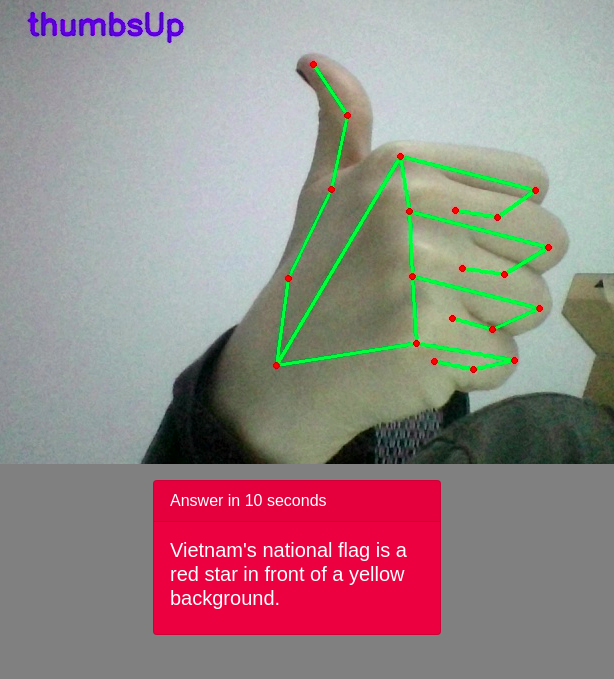 thumbsUp
Answer in 10 seconds
Vietnam's national flag is a
red star in front of a yellow
background.